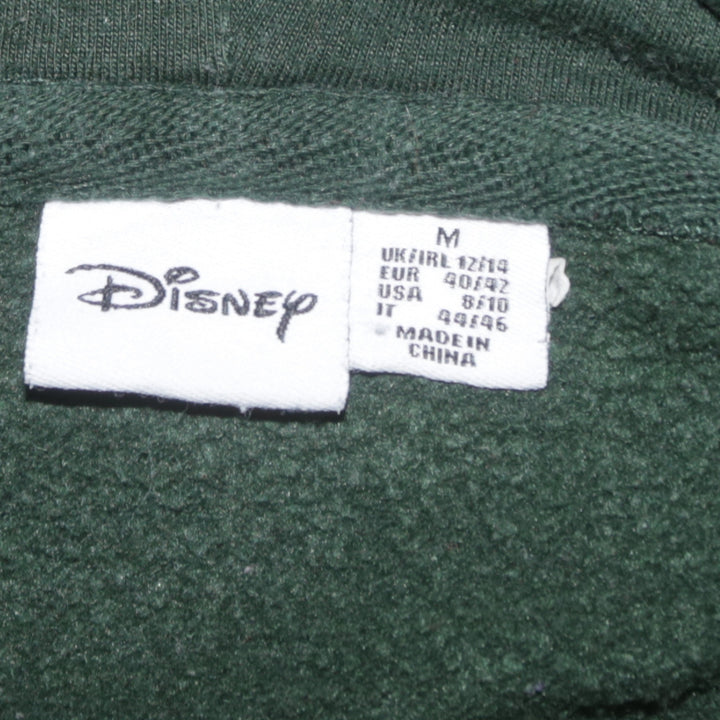 Disney
M
UK/IRL 12/14
EUR 40/42
USA 8/10
IT 44/46
MADE IN
CHINA